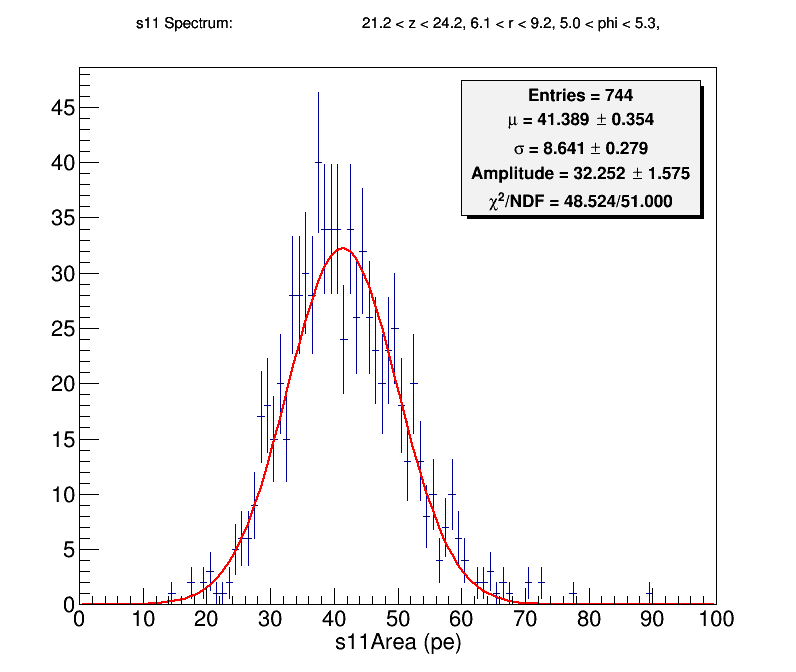 s11 Spectrum: 21.2 < z < 24.2, 6.1 < r < 9.2, 5.0 < phi < 5.3,
Entries = 744
μ = 41.389 ± 0.354
σ = 8.641 ± 0.279
Amplitude = 32.252 ± 1.575
χ²/NDF = 48.524/51.000
45
40
35
30
25
20
15
10
5
0
0 10 20 30 40 50 60 70 80 90 100
s11Area (pe)